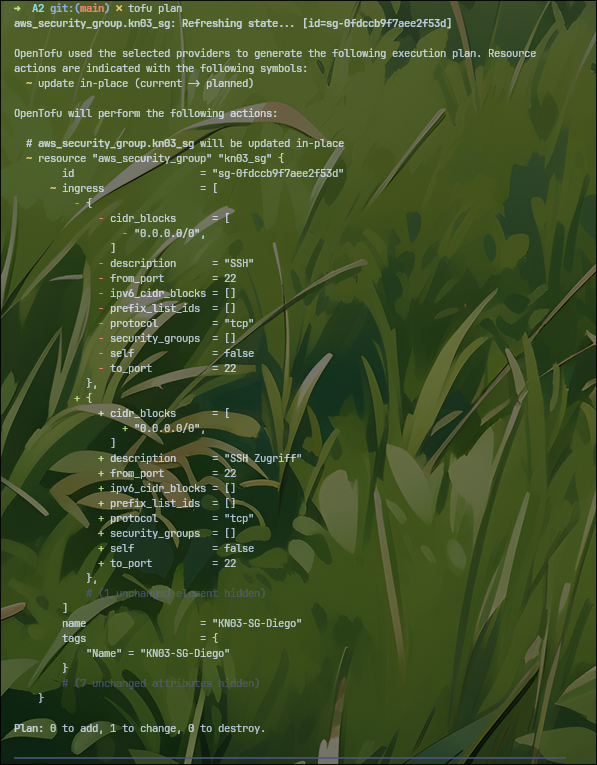 ➜  A2 git:(main) ✕ tofu plan
aws_security_group.kn03_sg: Refreshing state... [id=sg-0fdccb9f7aee2f53d]

OpenTofu used the selected providers to generate the following execution plan. Resource
actions are indicated with the following symbols:
  ~ update in-place (current -> planned)

OpenTofu will perform the following actions:

  # aws_security_group.kn03_sg will be updated in-place
  ~ resource "aws_security_group" "kn03_sg" {
        id                     = "sg-0fdccb9f7aee2f53d"
      ~ ingress                = [
          - {
              - cidr_blocks      = [
                  - "0.0.0.0/0",
                ]
              - description      = "SSH"
              - from_port        = 22
              - ipv6_cidr_blocks = []
              - prefix_list_ids  = []
              - protocol         = "tcp"
              - security_groups  = []
              - self             = false
              - to_port          = 22
            },
          + {
              + cidr_blocks      = [
                  + "0.0.0.0/0",
                ]
              + description      = "SSH Zugriff"
              + from_port        = 22
              + ipv6_cidr_blocks = []
              + prefix_list_ids  = []
              + protocol         = "tcp"
              + security_groups  = []
              + self             = false
              + to_port          = 22
            },
            # (1 unchanged element hidden)
        ]
        name                   = "KN03-SG-Diego"
        tags                   = {
            "Name" = "KN03-SG-Diego"
        }
        # (7 unchanged attributes hidden)
    }

Plan: 0 to add, 1 to change, 0 to destroy.